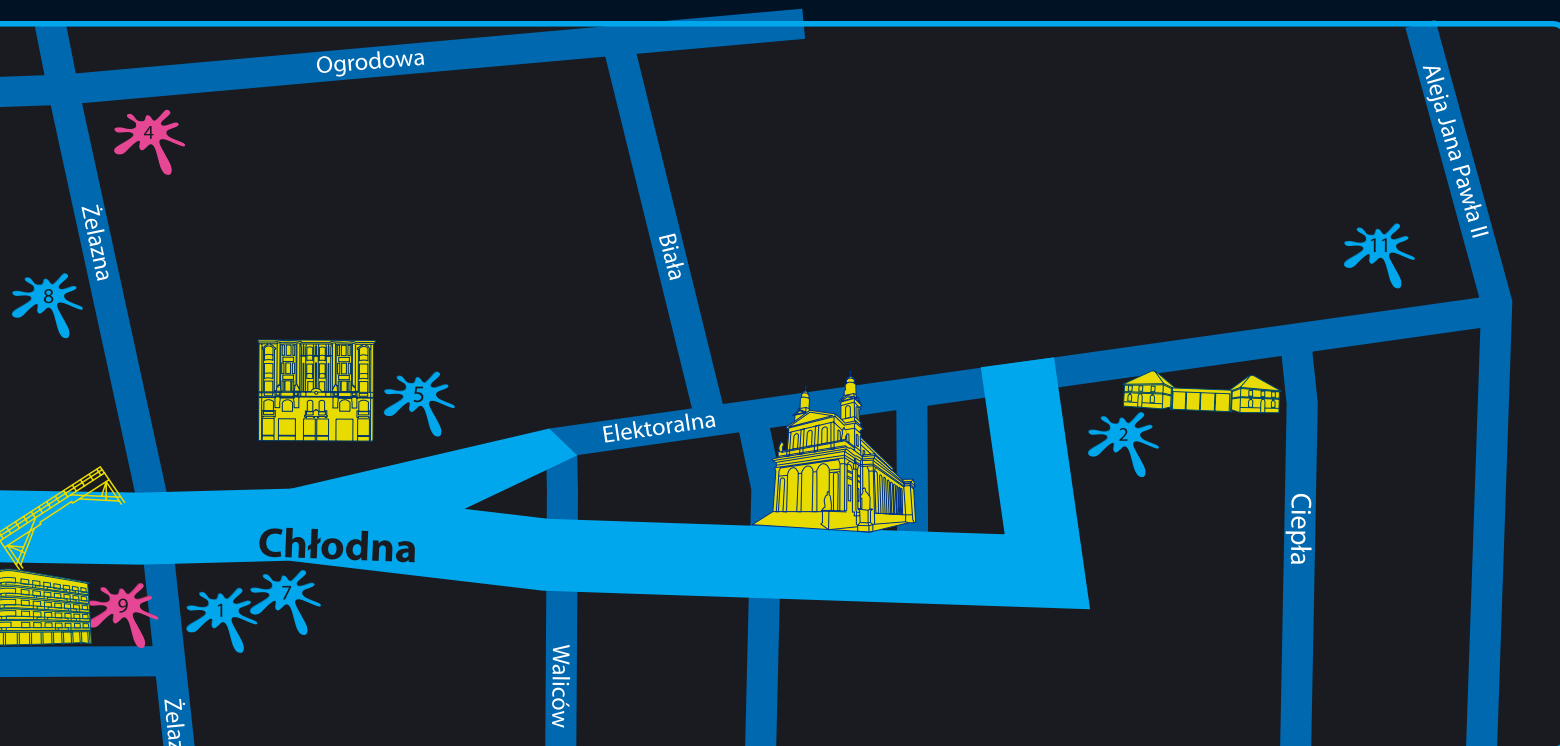 Ogrodowa
Aleja Jana Pawła II
4
Żelazna
Biała
11
8
5
Elektoralna
2
Chłodna
Ciepła
9
1
7
Waliców
Żelaz